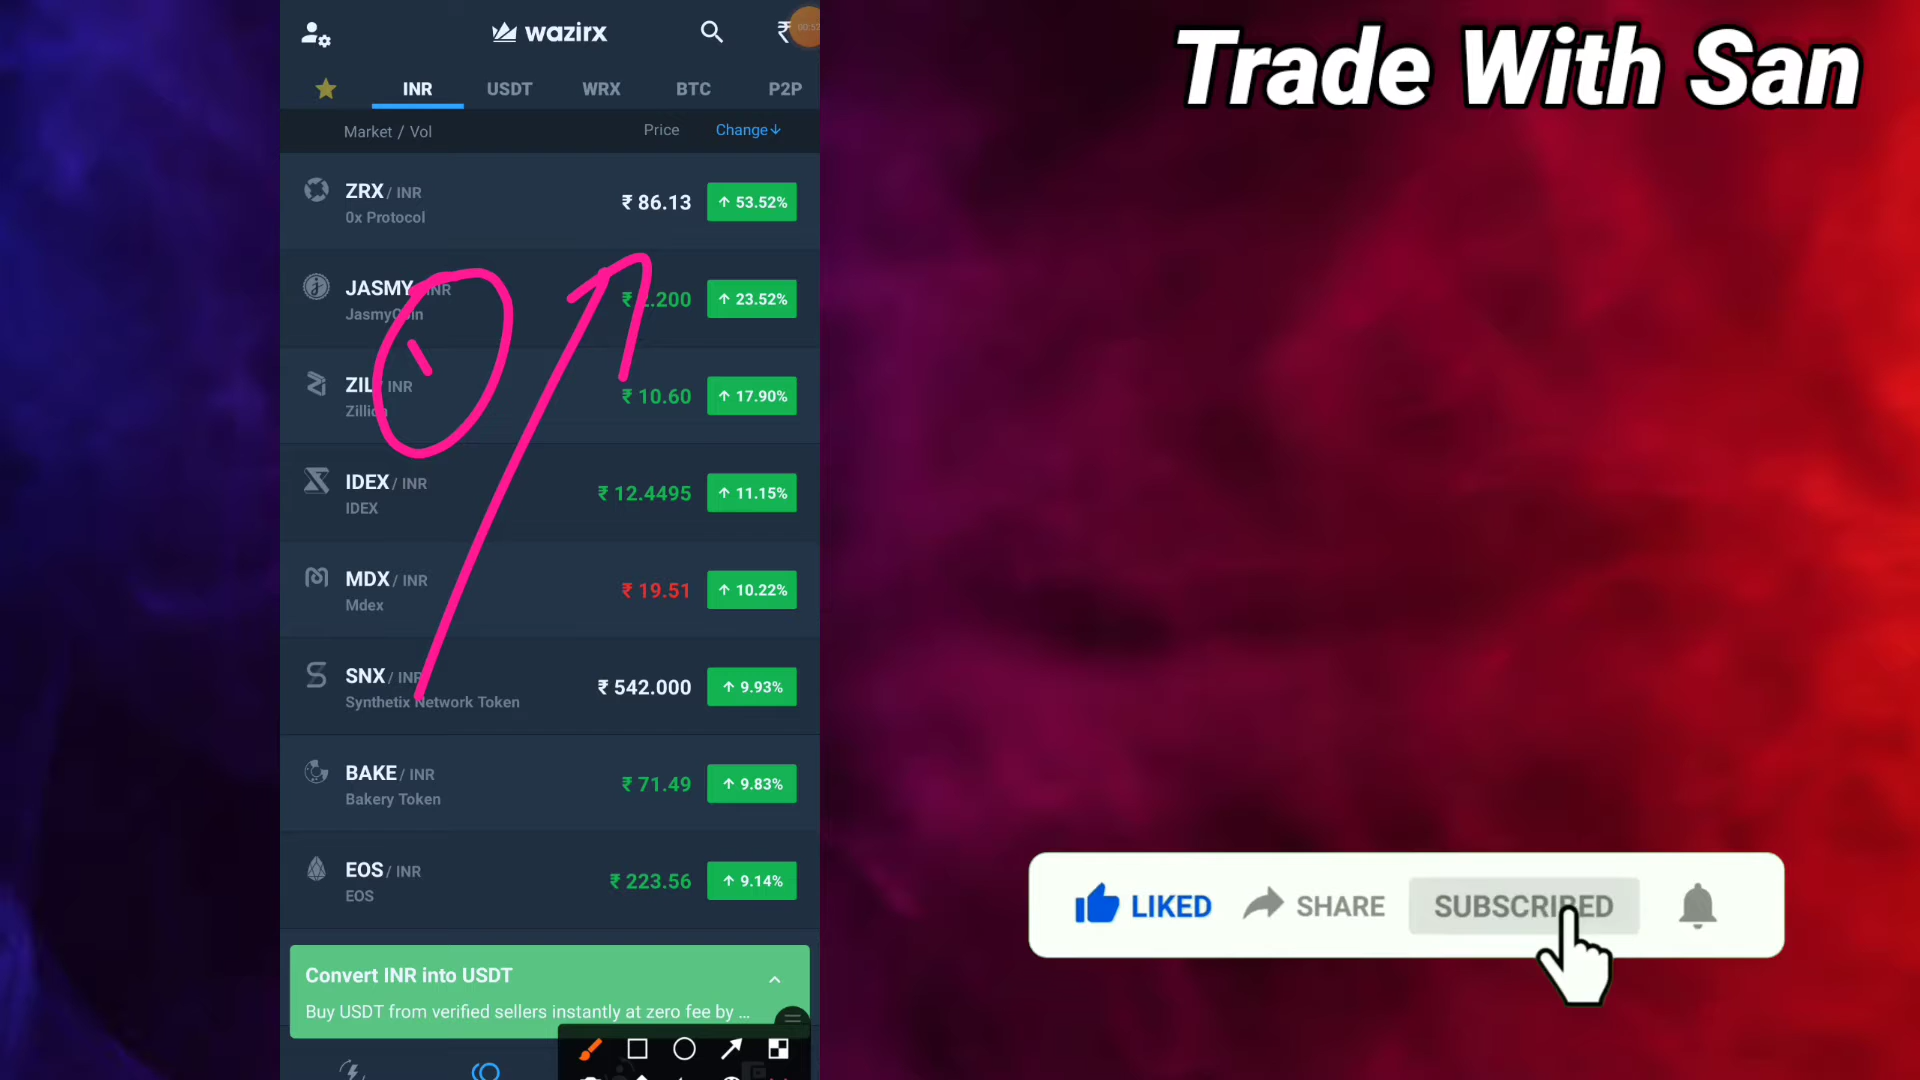 wazirx
₹
INR USDT WRX BTC P2P
Market / Vol Price Change↓
ZRX / INR ₹ 86.13 ↑ 53.52%
0x Protocol
JASMY INR ₹ .200 ↑ 23.52%
JasmyCoin
ZIL INR ₹ 10.60 ↑ 17.90%
Zilliqa
IDEX / INR ₹ 12.4495 ↑ 11.15%
IDEX
MDX / INR ₹ 19.51 ↑ 10.22%
Mdex
SNX / INR ₹ 542.000 ↑ 9.93%
Synthetix Network Token
BAKE / INR ₹ 71.49 ↑ 9.83%
Bakery Token
EOS / INR ₹ 223.56 ↑ 9.14%
EOS
Convert INR into USDT
Buy USDT from verified sellers instantly at zero fee by ...
Trade With San
LIKED SHARE SUBSCRIBED